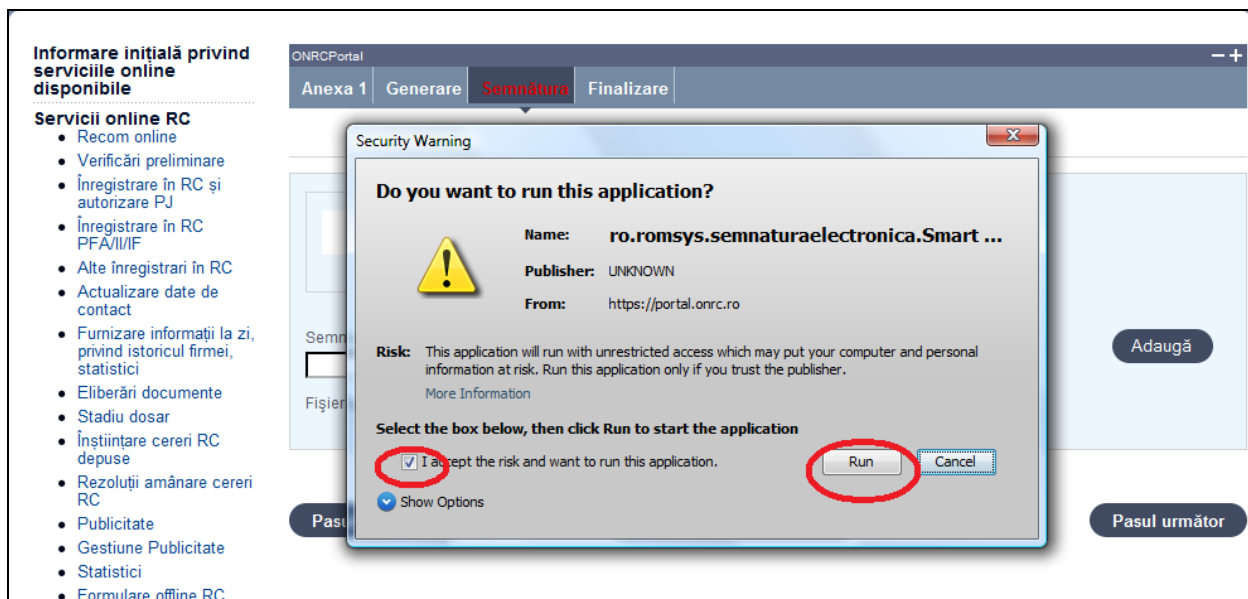 Informare inițială privind
serviciile online
disponibile
Servicii online RC
Recom online
Verificări preliminare
Înregistrare în RC și
autorizare PJ
Înregistrare în RC
PFA/II/IF
Alte înregistrari în RC
Actualizare date de
contact
Furnizare informații la zi,
privind istoricul firmei,
statistici
Eliberări documente
Stadiu dosar
Înștiințare cereri RC
depuse
Rezoluții amânare cereri
RC
Publicitate
Gestiune Publicitate
Statistici
Formulare offline RC
ONRCPortal
Anexa 1 Generare Semnătura Finalizare
Security Warning
Do you want to run this application?
Name: ro.romsys.semnaturaelectronica.Smart ...
Publisher: UNKNOWN
From: https://portal.onrc.ro
Risk: This application will run with unrestricted access which may put your computer and personal
information at risk. Run this application only if you trust the publisher.
More Information
Select the box below, then click Run to start the application
I accept the risk and want to run this application.
Run Cancel
Show Options
Adaugă
Pasul următor